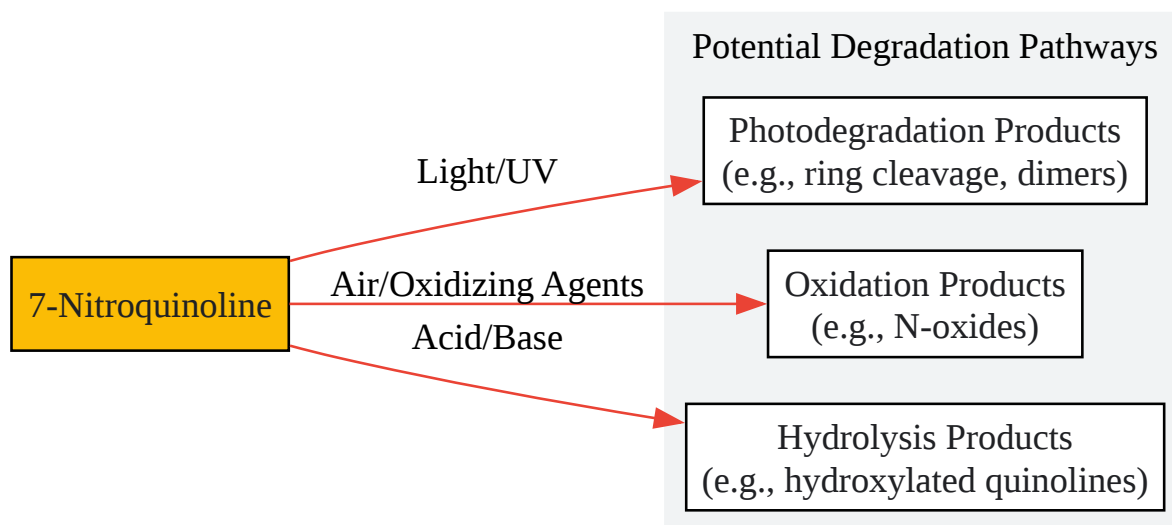 Potential Degradation Pathways
Photodegradation Products
(e.g., ring cleavage, dimers)
Light/UV
7-Nitroquinoline
Air/Oxidizing Agents
Oxidation Products
(e.g., N-oxides)
Acid/Base
Hydrolysis Products
(e.g., hydroxylated quinolines)